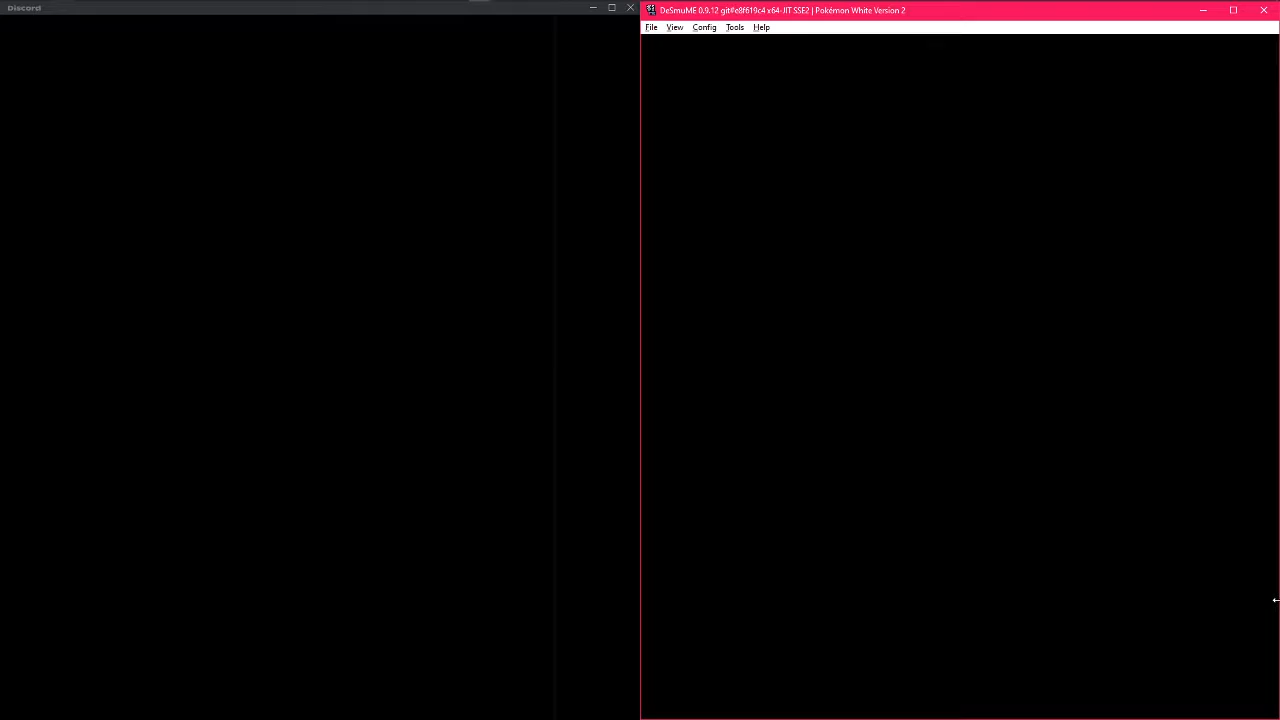 Discord
DeSmuME 0.9.12 git#e8f619c4 x64-JIT SSE2 | Pokémon White Version 2
File View Config Tools Help